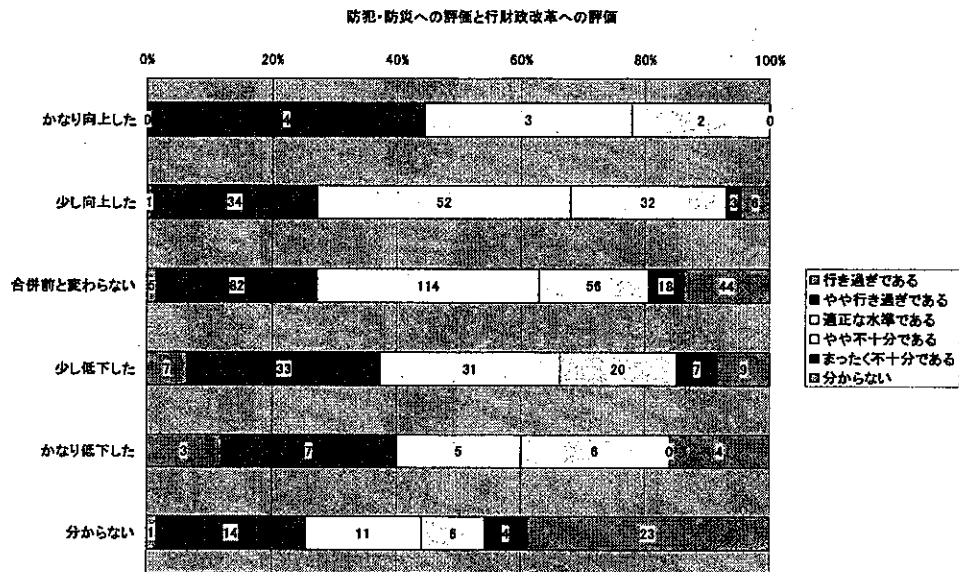 防犯・防災への評価と行財政改革への評価
0% 20% 40% 60% 80% 100%
かなり向上した 0 4 3 2 0
少し向上した 1 34 52 32 3 6
合併前と変わらない 5 82 114 56 18 44
少し低下した 7 33 31 20 7 9
かなり低下した 3 7 5 6 0 4
分からない 1 14 11 6 4 23
行き過ぎである
やや行き過ぎである
適正な水準である
やや不十分である
まったく不十分である
分からない